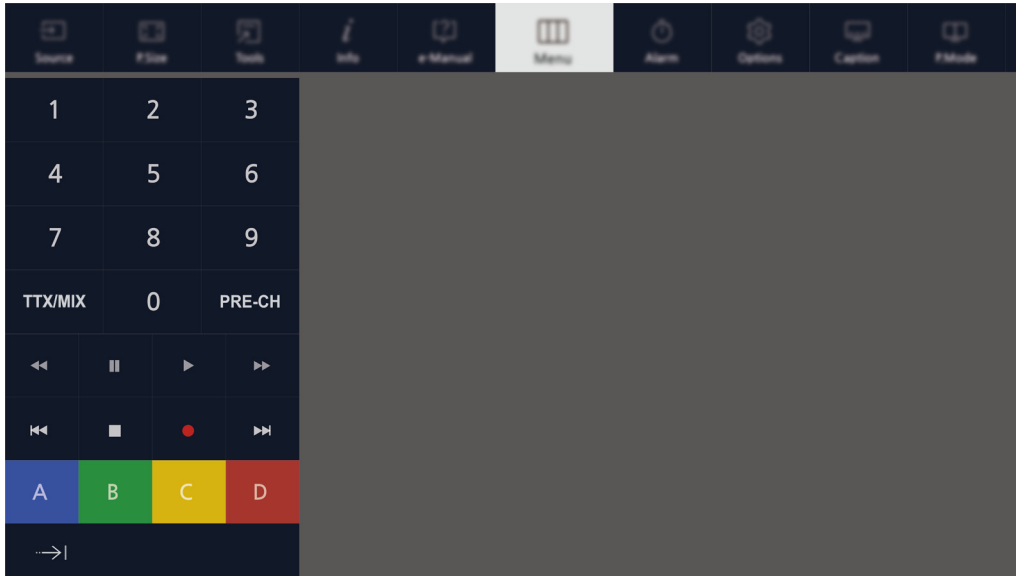 Source P.Size Tools Info e-Manual Menu Alarm Options Caption P.Mode
1 2 3
4 5 6
7 8 9
TTX/MIX 0 PRE-CH
A B C D